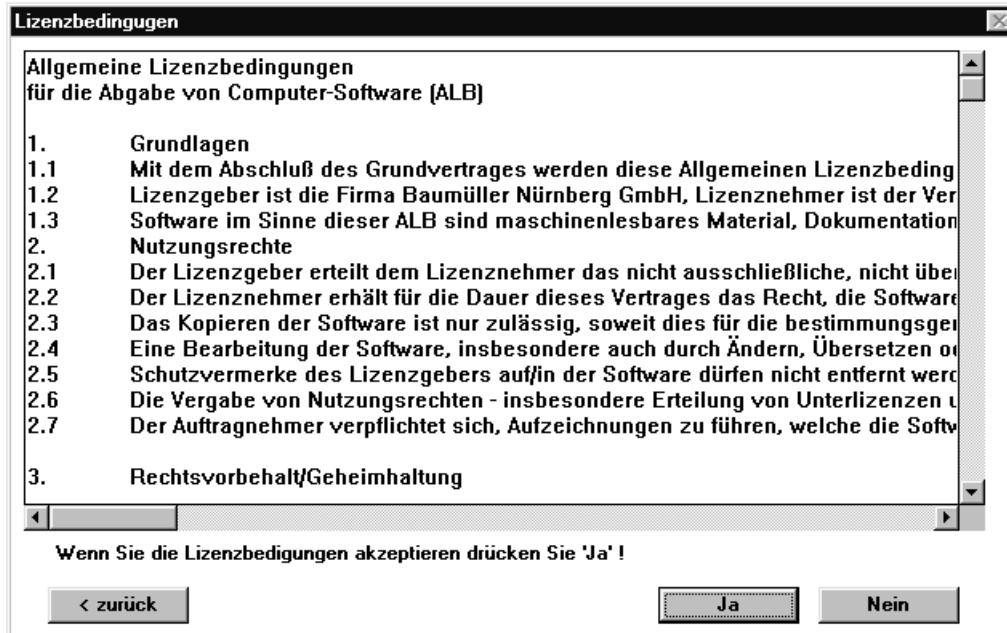 Lizenzbedingugen
Allgemeine Lizenzbedingungen
für die Abgabe von Computer-Software (ALB)
1. Grundlagen
1.1 Mit dem Abschluß des Grundvertrages werden diese Allgemeinen Lizenzbeding
1.2 Lizenzgeber ist die Firma Baumüller Nürnberg GmbH, Lizenznehmer ist der Ver
1.3 Software im Sinne dieser ALB sind maschinenlesbares Material, Dokumentation
2. Nutzungsrechte
2.1 Der Lizenzgeber erteilt dem Lizenznehmer das nicht ausschließliche, nicht über
2.2 Der Lizenznehmer erhält für die Dauer dieses Vertrages das Recht, die Software
2.3 Das Kopieren der Software ist nur zulässig, soweit dies für die bestimmungsge
2.4 Eine Bearbeitung der Software, insbesondere auch durch Ändern, Übersetzen o
2.5 Schutzvermerke des Lizenzgebers auf/in der Software dürfen nicht entfernt werd
2.6 Die Vergabe von Nutzungsrechten - insbesondere Erteilung von Unterlizenzen u
2.7 Der Auftragnehmer verpflichtet sich, Aufzeichnungen zu führen, welche die Softw
3. Rechtsvorbehalt/Geheimhaltung
Wenn Sie die Lizenzbedigungen akzeptieren drücken Sie 'Ja' !
< zurück Ja Nein